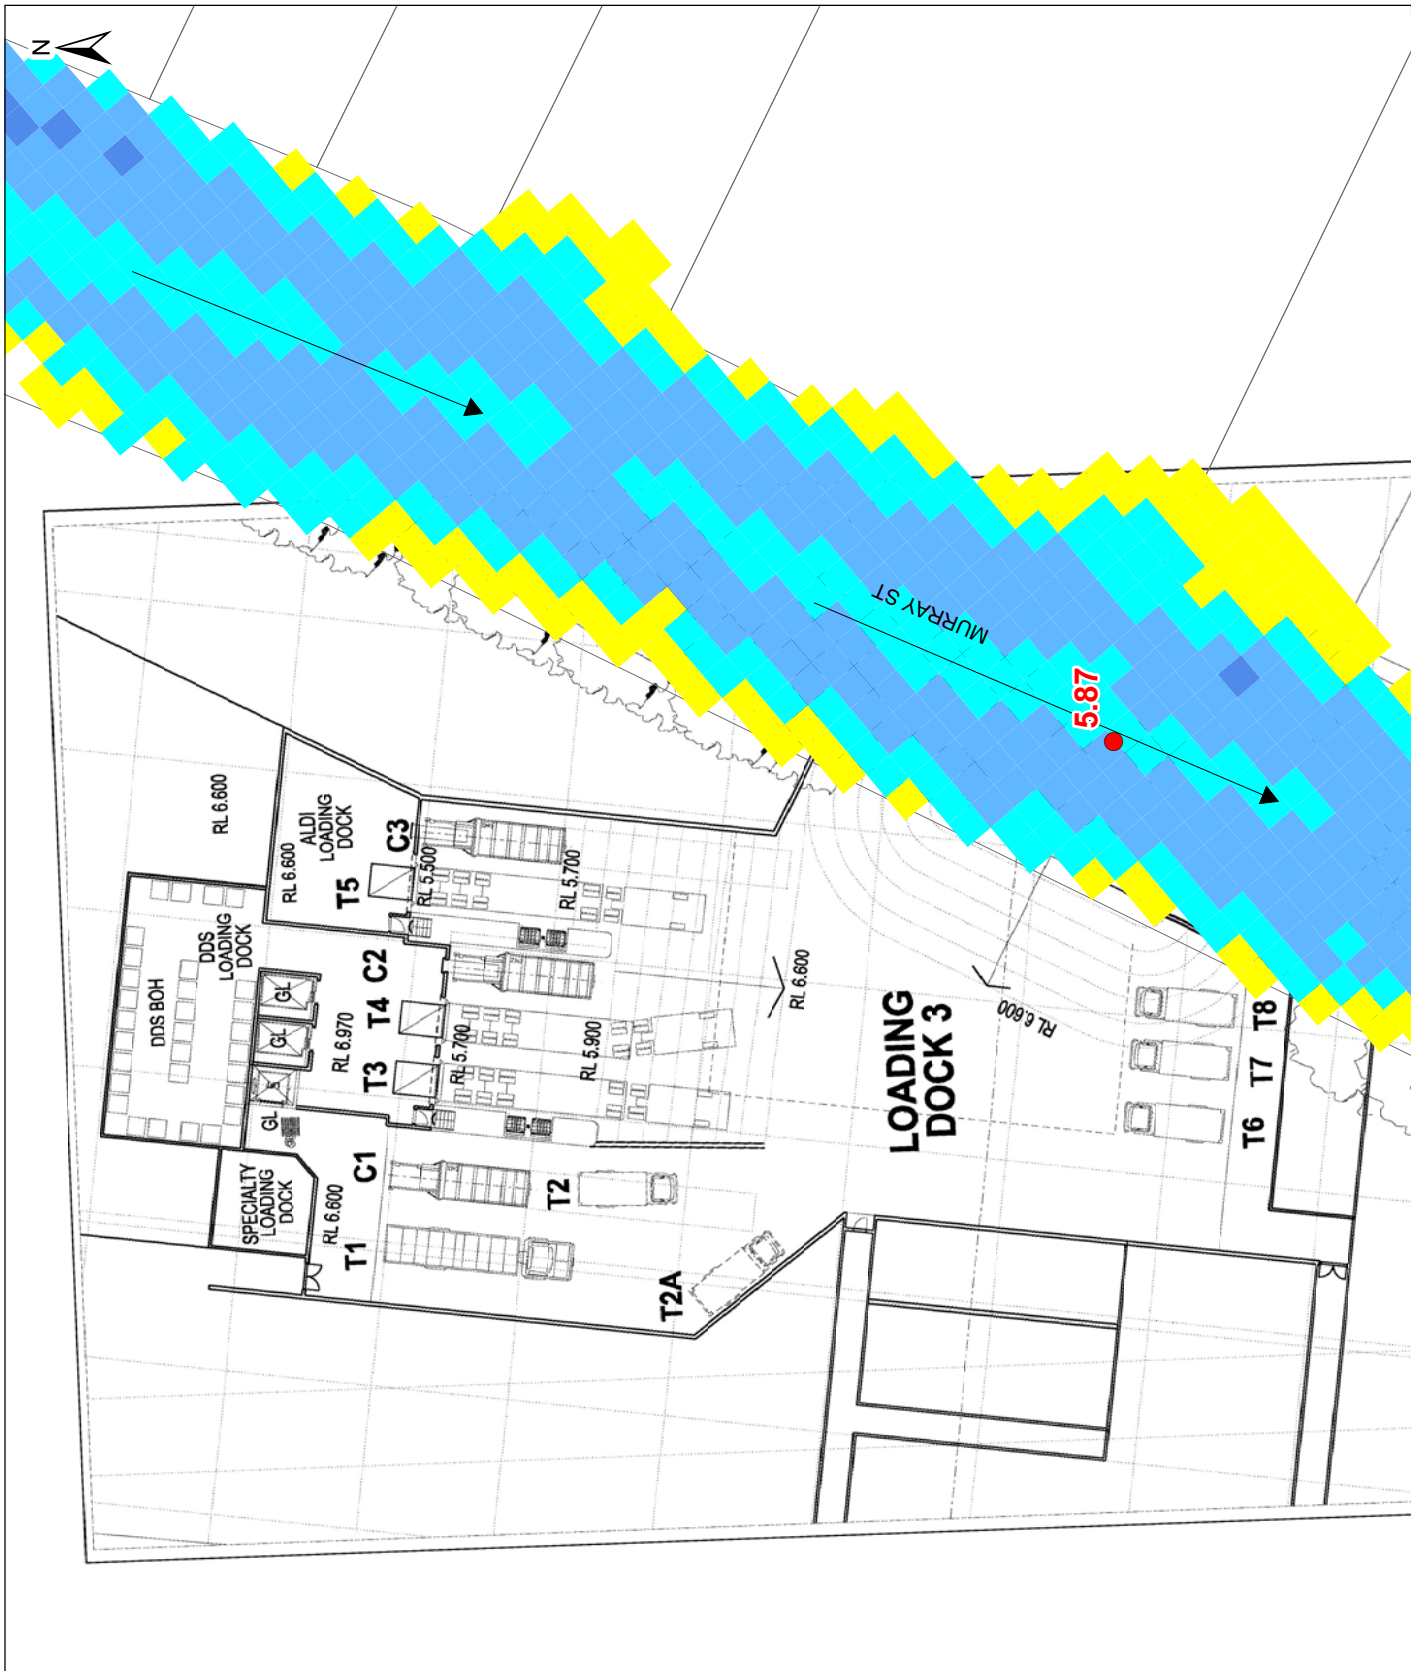 N
RL 6.600
ALDI
LOADING
DOCK
RL 6.600
C3
T5
RL 5.500
RL 5.700
DDS
LOADING
DOCK
DDS BOH
C2
T4
T3
GL
GL
S
GL
RL 6.970
RL 5.700
RL 5.900
RL 6.600
RL 6.600
SPECIALTY
LOADING
DOCK
RL 6.600
C1
T1
T2
T2A
LOADING
DOCK 3
T8
T7
T6
MURRAY ST
5.87